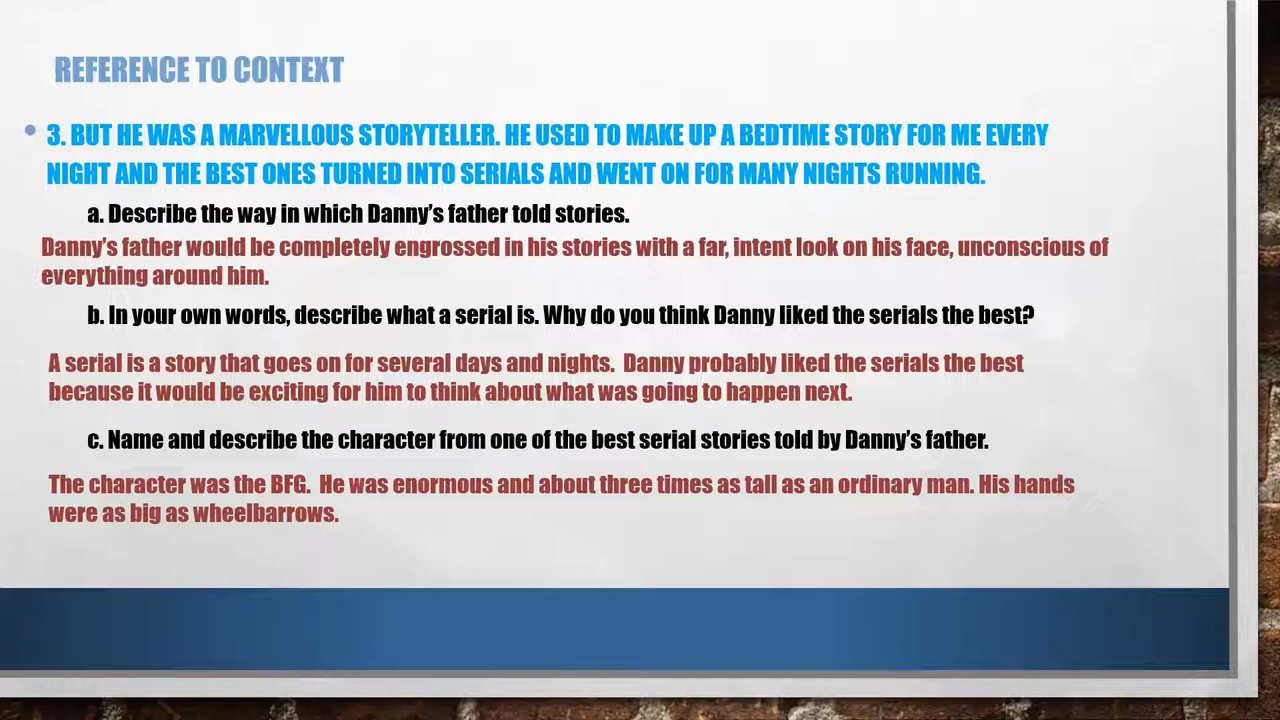 REFERENCE TO CONTEXT
• 3. BUT HE WAS A MARVELLOUS STORYTELLER. HE USED TO MAKE UP A BEDTIME STORY FOR ME EVERY
NIGHT AND THE BEST ONES TURNED INTO SERIALS AND WENT ON FOR MANY NIGHTS RUNNING.
a. Describe the way in which Danny’s father told stories.
Danny’s father would be completely engrossed in his stories with a far, intent look on his face, unconscious of
everything around him.
b. In your own words, describe what a serial is. Why do you think Danny liked the serials the best?
A serial is a story that goes on for several days and nights. Danny probably liked the serials the best
because it would be exciting for him to think about what was going to happen next.
c. Name and describe the character from one of the best serial stories told by Danny’s father.
The character was the BFG. He was enormous and about three times as tall as an ordinary man. His hands
were as big as wheelbarrows.